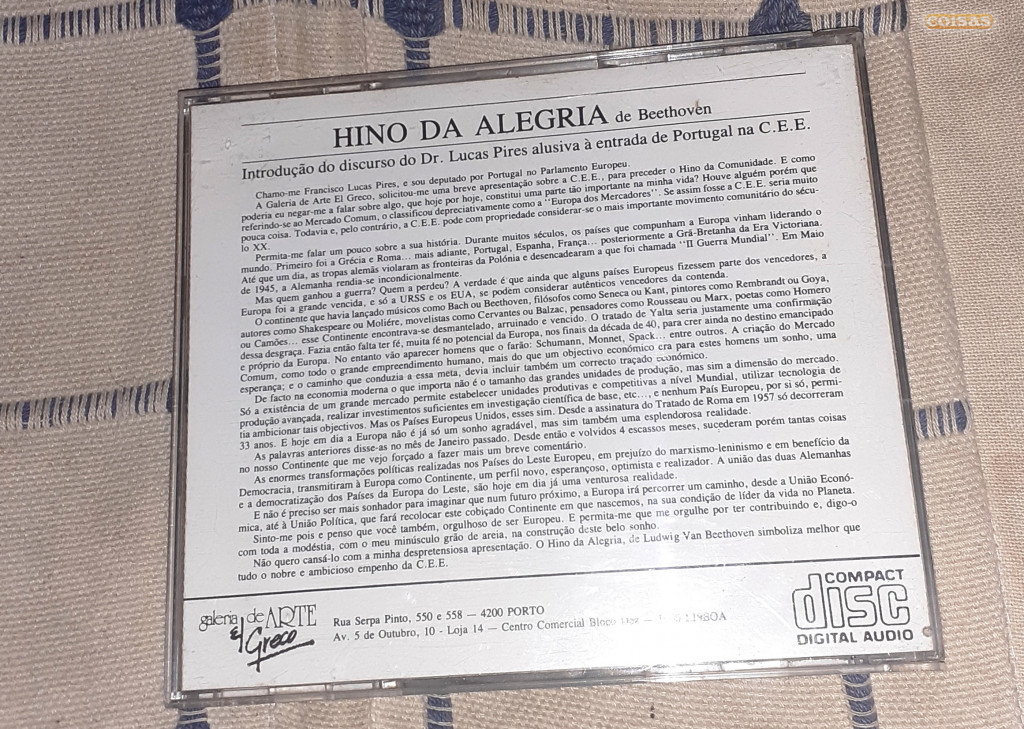 coisas
HINO DA ALEGRIA de Beethoven
Introdução do discurso do Dr. Lucas Pires alusiva à entrada de Portugal na C.E.E.
Chamo-me Francisco Lucas Pires, e sou deputado por Portugal no Parlamento Europeu.
A Galeria de Arte El Greco, solicitou-me uma breve apresentação sobre a C.E.E., para preceder o Hino da Comunidade. E como
poderia eu negar-me a falar sobre algo, que hoje por hoje, constitui uma parte tão importante na minha vida? Houve alguém porém que
referindo-se ao Mercado Comum, o classificou depreciativamente como a "Europa dos Mercadores". Se assim fosse a C.E.E. seria muito
pouca coisa. Todavia e, pelo contrário, a C.E.E. pode com propriedade considerar-se o mais importante movimento comunitário do sécu-
lo XX.
Permita-me falar um pouco sobre a sua história. Durante muitos séculos, os países que compunham a Europa vinham liderando o
mundo. Primeiro foi a Grécia e Roma... mais adiante, Portugal, Espanha, França... posteriormente a Grã-Bretanha da Era Victoriana.
Até que um dia, as tropas alemãs violaram as fronteiras da Polónia e desencadearam a que foi chamada "II Guerra Mundial". Em Maio
de 1945, a Alemanha rendia-se incondicionalmente.
Mas quem ganhou a guerra? Quem a perdeu? A verdade é que ainda que alguns países Europeus fizessem parte dos vencedores, a
Europa foi a grande vencida, e só a URSS e os EUA, se podem considerar autênticos vencedores da contenda.
O continente que havia lançado músicos como Bach ou Beethoven, filósofos como Seneca ou Kant, pintores como Rembrandt ou Goya,
autores como Shakespeare ou Moliére, movelistas como Cervantes ou Balzac, pensadores como Rousseau ou Marx, poetas como Homero
ou Camões... esse Continente encontrava-se desmantelado, arruinado e vencido. O tratado de Yalta seria justamente uma confirmação
dessa desgraça. Fazia então falta ter fé, muita fé no potencial da Europa, nos finais da década de 40, para crer ainda no destino emancipado
e próprio da Europa. No entanto vão aparecer homens que o farão: Schumann, Monnet, Spack... entre outros. A criação do Mercado
Comum, como todo o grande empreendimento humano, mais do que um objectivo económico era para estes homens um sonho, uma
esperança; e o caminho que conduzia a essa meta, devia incluir também um correcto traçado económico.
De facto na economia moderna o que importa não é o tamanho das grandes unidades de produção, mas sim a dimensão do mercado.
Só a existência de um grande mercado permite estabelecer unidades produtivas e competitivas a nível Mundial, utilizar tecnologia de
produção avançada, realizar investimentos suficientes em investigação científica de base, etc..., e nenhum País Europeu, por si só, permi-
tia ambicionar tais objectivos. Mas os Países Europeus Unidos, esses sim. Desde a assinatura do Tratado de Roma em 1957 só decorreram
33 anos. E hoje em dia a Europa não é já só um sonho agradável, mas sim também uma esplendorosa realidade.
As palavras anteriores disse-as no mês de Janeiro passado. Desde então e volvidos 4 escassos meses, sucederam porém tantas coisas
no nosso Continente que me vejo forçado a fazer mais um breve comentário.
As enormes transformações políticas realizadas nos Países do Leste Europeu, em prejuízo do marxismo-leninismo e em benefício da
Democracia, transmitiram à Europa como Continente, um perfil novo, esperançoso, optimista e realizador. A união das duas Alemanhas
e a democratização dos Países da Europa do Leste, são hoje em dia já uma venturosa realidade.
E não é preciso ser mais sonhador para imaginar que num futuro próximo, a Europa irá percorrer um caminho, desde a União Econó-
mica, até à União Política, que fará recolocar este cobiçado Continente em que nascemos, na sua condição de líder da vida no Planeta.
Sinto-me pois e penso que você também, orgulhoso de ser Europeu. E permita-me que me orgulhe por ter contribuindo e, digo-o
com toda a modéstia, com o meu minúsculo grão de areia, na construção deste belo sonho.
Não quero cansá-lo com a minha despretensiosa apresentação. O Hino da Alegria, de Ludwig Van Beethoven simboliza melhor que
tudo o nobre e ambicioso empenho da C.E.E.
galeria de ARTE
El Greco
Rua Serpa Pinto, 550 e 558 — 4200 PORTO
Av. 5 de Outubro, 10 - Loja 14 — Centro Comercial Bloco LISBOA
COMPACT
disc
DIGITAL AUDIO